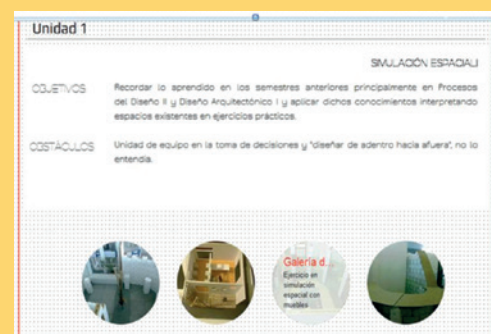 Unidad 1
SIMULACIÓN ESPACIAL I
OBJETIVOS
Recordar lo aprendido en los semestres anteriores principalmente en Procesos
del Diseño II y Diseño Arquitectónico I y aplicar dichos conocimientos interpretando
espacios existentes en ejercicios prácticos.
OBSTÁCULOS
Unidad de equipo en la toma de decisiones y "diseñar de adentro hacia afuera", no lo
entendía.
Galería d...
Ejercicio en
simulación
espacial con
muebles